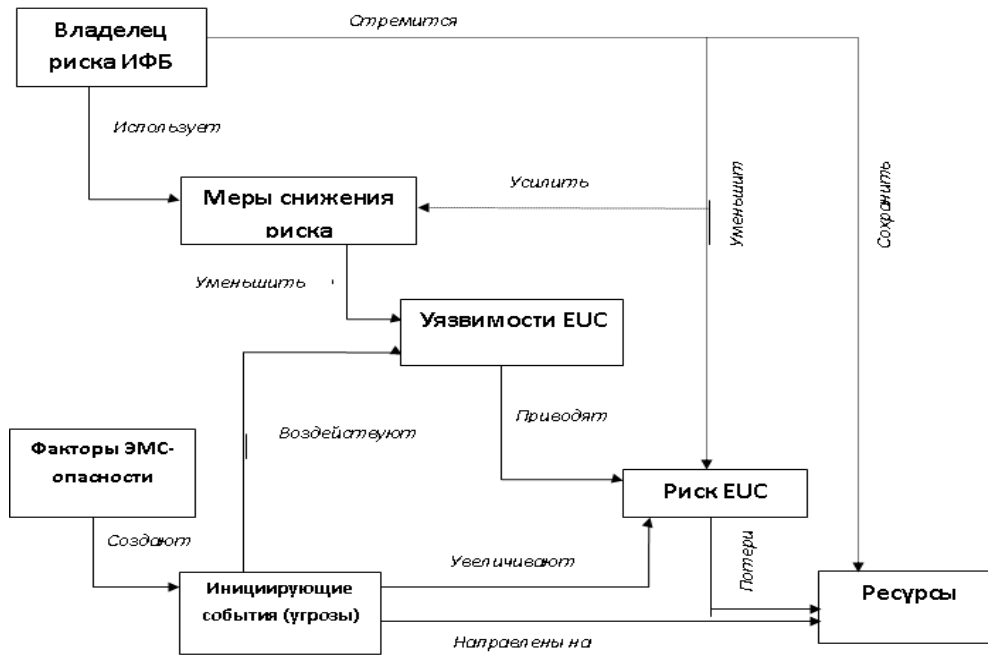 Стремится
Владелец
риска ИФБ
Использует
Усилить
Меры снижения
риска
Уменьшит
Сохранить
Уменьшить
Уязвимости EUC
Воздействуют
Приводят
Факторы ЭМС-
опасности
Риск EUC
Создают
Увеличивают
Потери
Инициирующие
события (угрозы)
Ресурсы
Направлены на